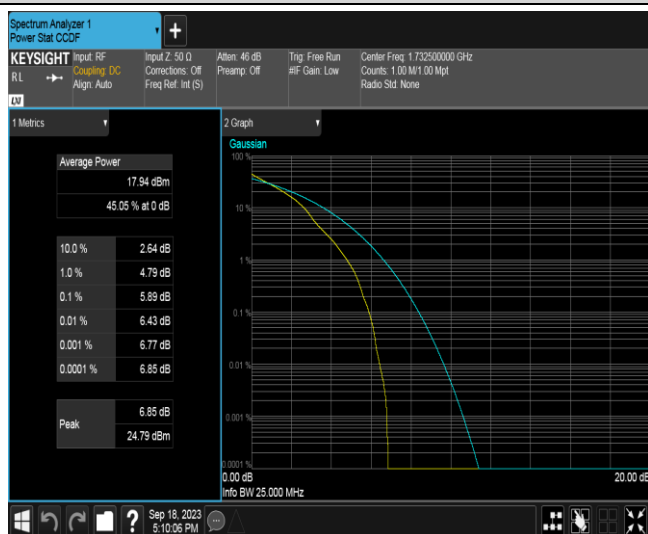 Spectrum Analyzer 1
Power Stat CCDF
+
KEYSIGHT
RL
LXI
Input: RF
Coupling: DC
Align: Auto
Input Z: 50 Ω
Corrections: Off
Freq Ref: Int (S)
Atten: 46 dB
Preamp: Off
Trig: Free Run
#IF Gain: Low
Center Freq: 1.732500000 GHz
Counts: 1.00 M/1.00 Mpt
Radio Std: None
1 Metrics
Average Power
17.94 dBm
45.05 % at 0 dB
10.0 % 2.64 dB
1.0 % 4.79 dB
0.1 % 5.89 dB
0.01 % 6.43 dB
0.001 % 6.77 dB
0.0001 % 6.85 dB
Peak
6.85 dB
24.79 dBm
2 Graph
Gaussian
100 %
10 %
1 %
0.1 %
0.01 %
0.001 %
0.0001 %
0.00 dB 20.00 dB
Info BW 25.000 MHz
?
Sep 18, 2023
5:10:06 PM